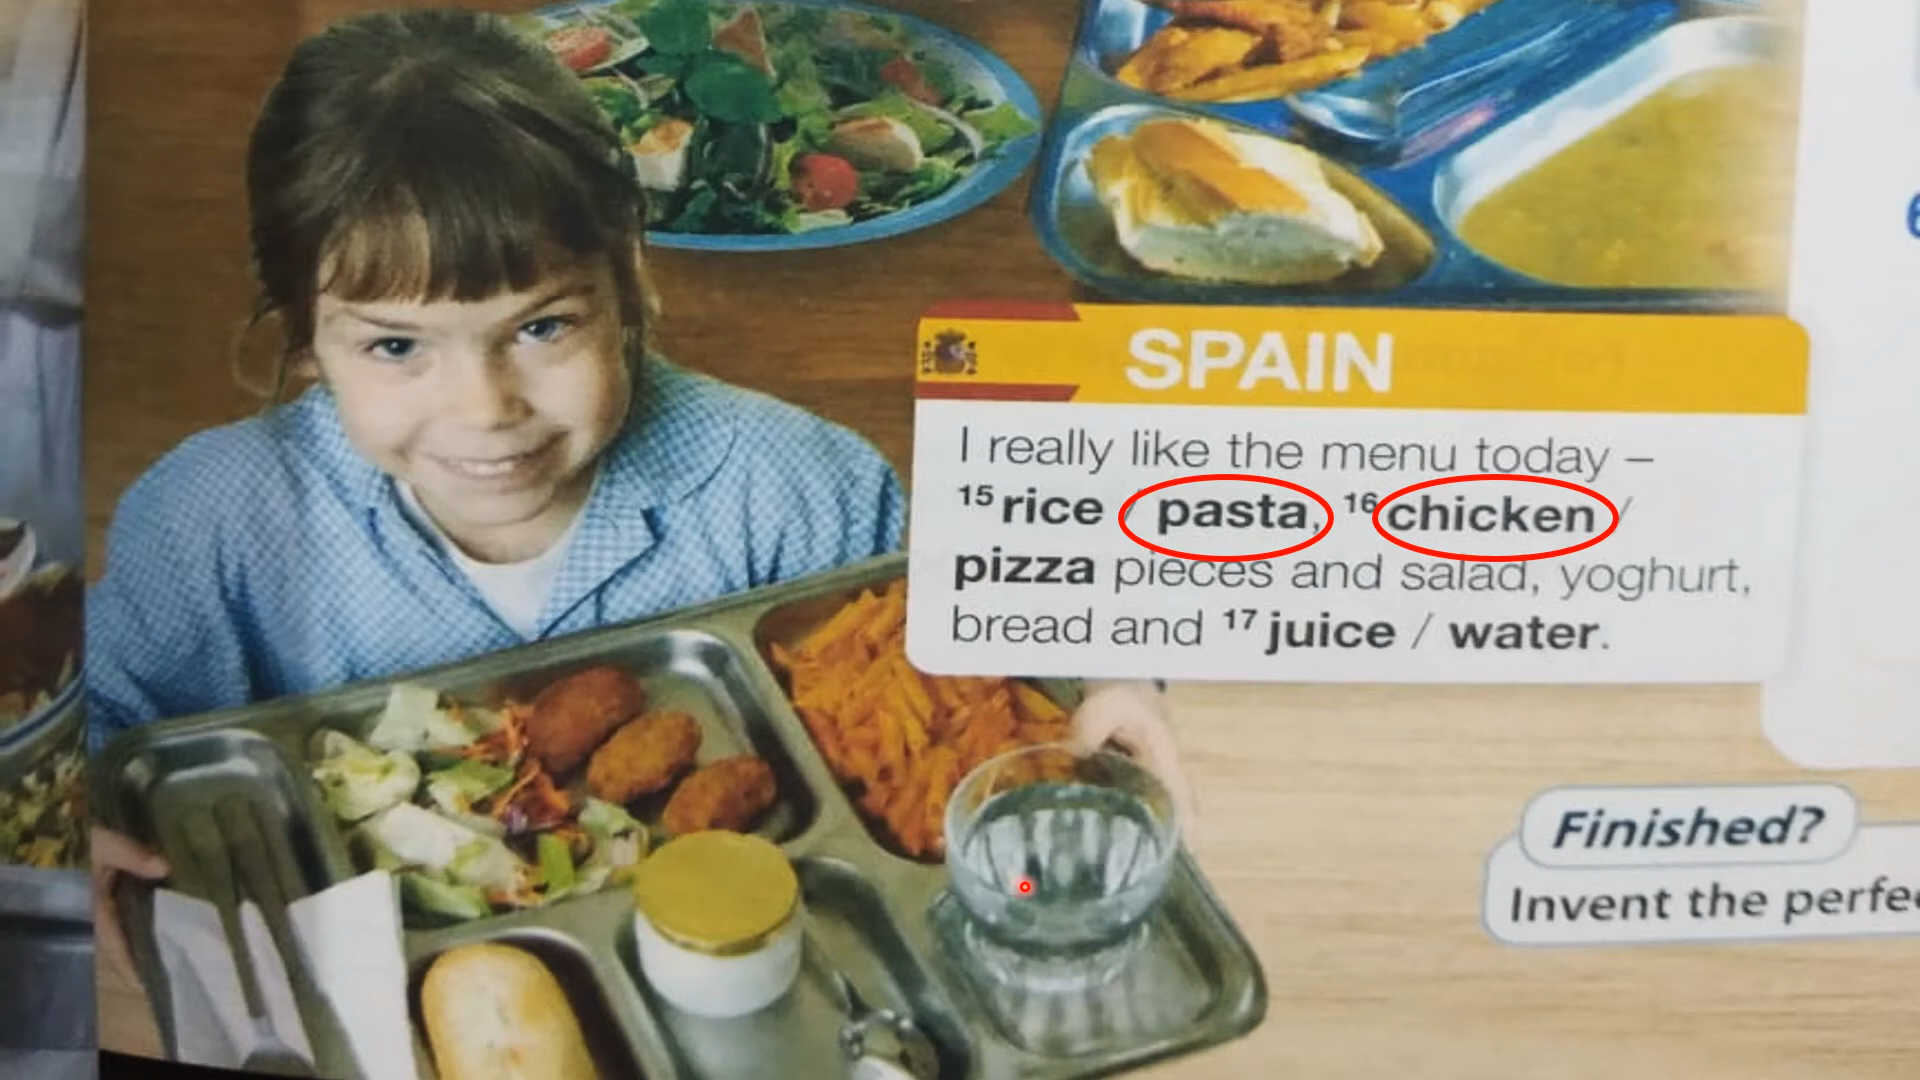 SPAIN
I really like the menu today –
15 rice / pasta, 16 chicken /
pizza pieces and salad, yoghurt,
bread and 17 juice / water.
Finished?
Invent the
6